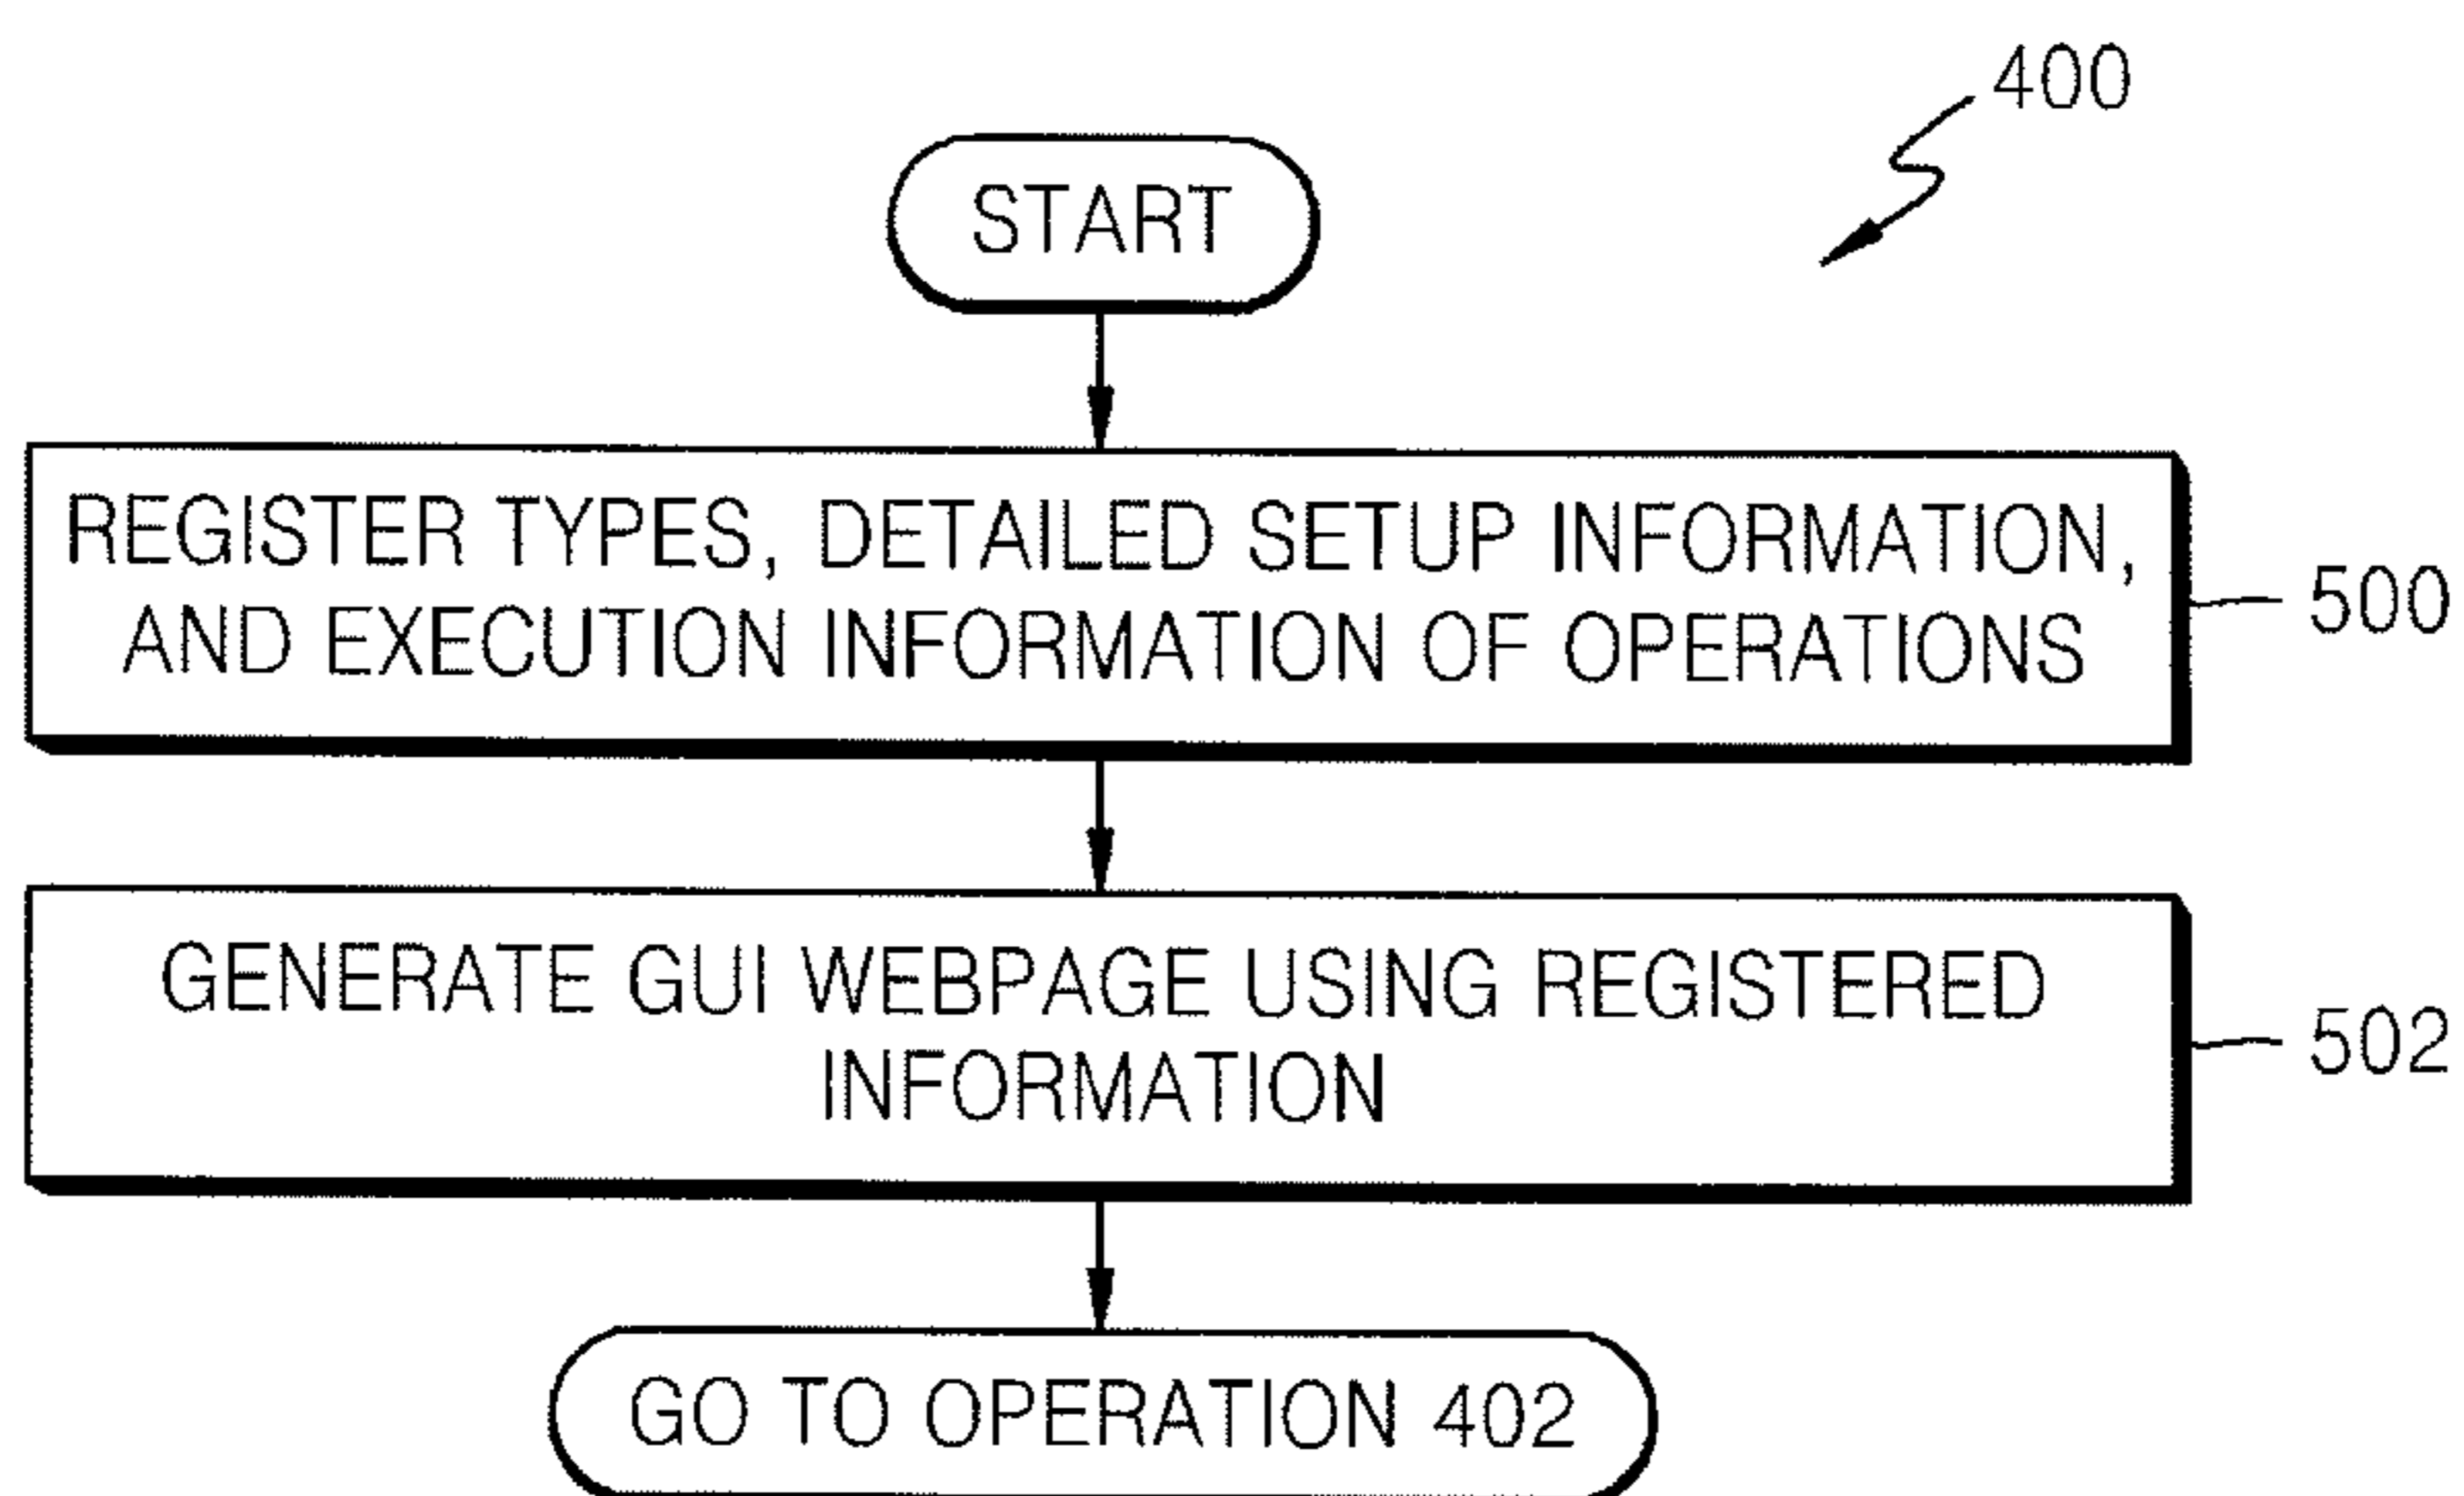 400
START
REGISTER TYPES, DETAILED SETUP INFORMATION,
AND EXECUTION INFORMATION OF OPERATIONS
500
GENERATE GUI WEBPAGE USING REGISTERED
INFORMATION
502
GO TO OPERATION 402